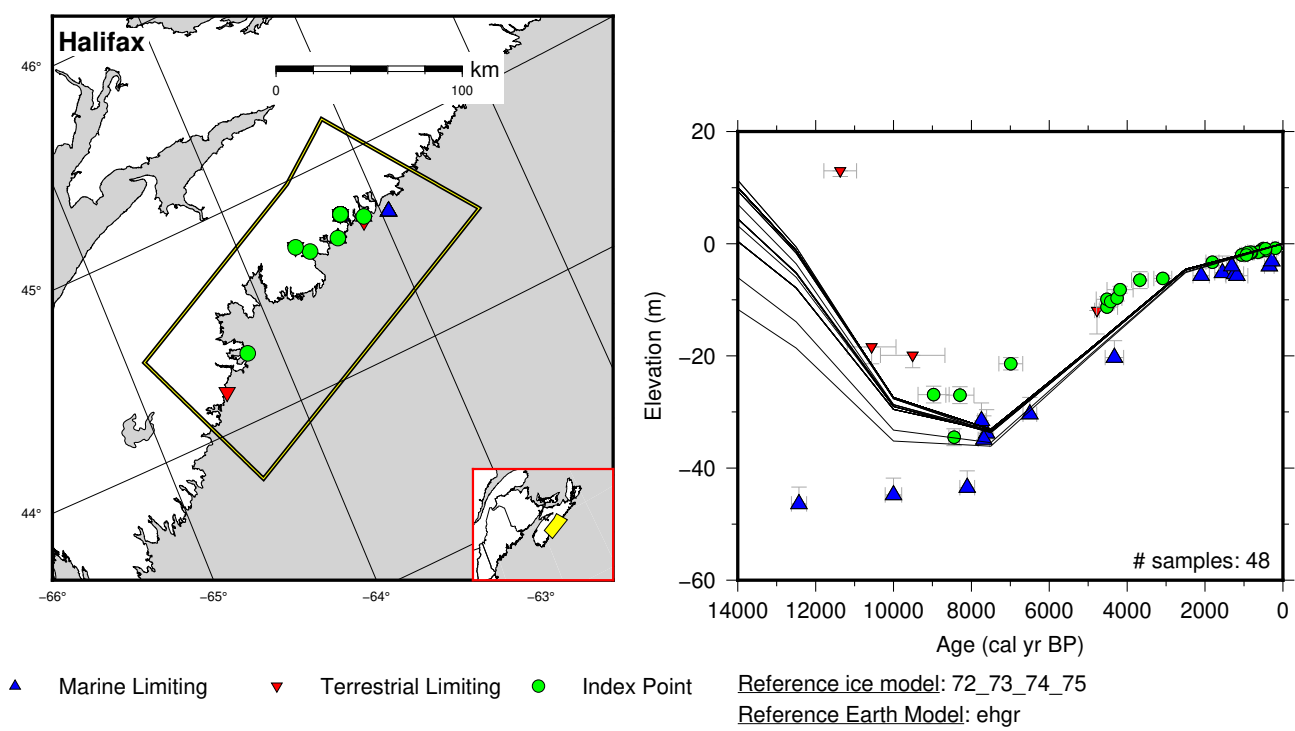 Halifax
km
0 100
46°
45°
44°
−66° −65° −64° −63°
20
0
−20
−40
−60
Elevation (m)
# samples: 48
14000 12000 10000 8000 6000 4000 2000 0
Age (cal yr BP)
Marine Limiting Terrestrial Limiting Index Point
Reference ice model: 72_73_74_75
Reference Earth Model: ehgr